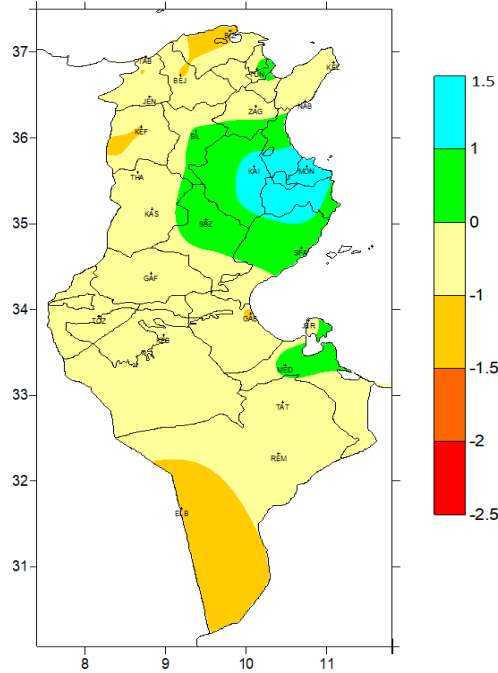 37
36
35
34
33
32
31
8
9
10
11
BIZ
TAB
BEJ
TUN
KEL
JEN
ZAG
NAB
KEF
SIL
THA
KAI
MON
KAS
SBZ
SFA
GAF
TOZ
GAB
JER
KEB
MED
TAT
REM
ELB
1.5
1
0
-1
-1.5
-2
-2.5